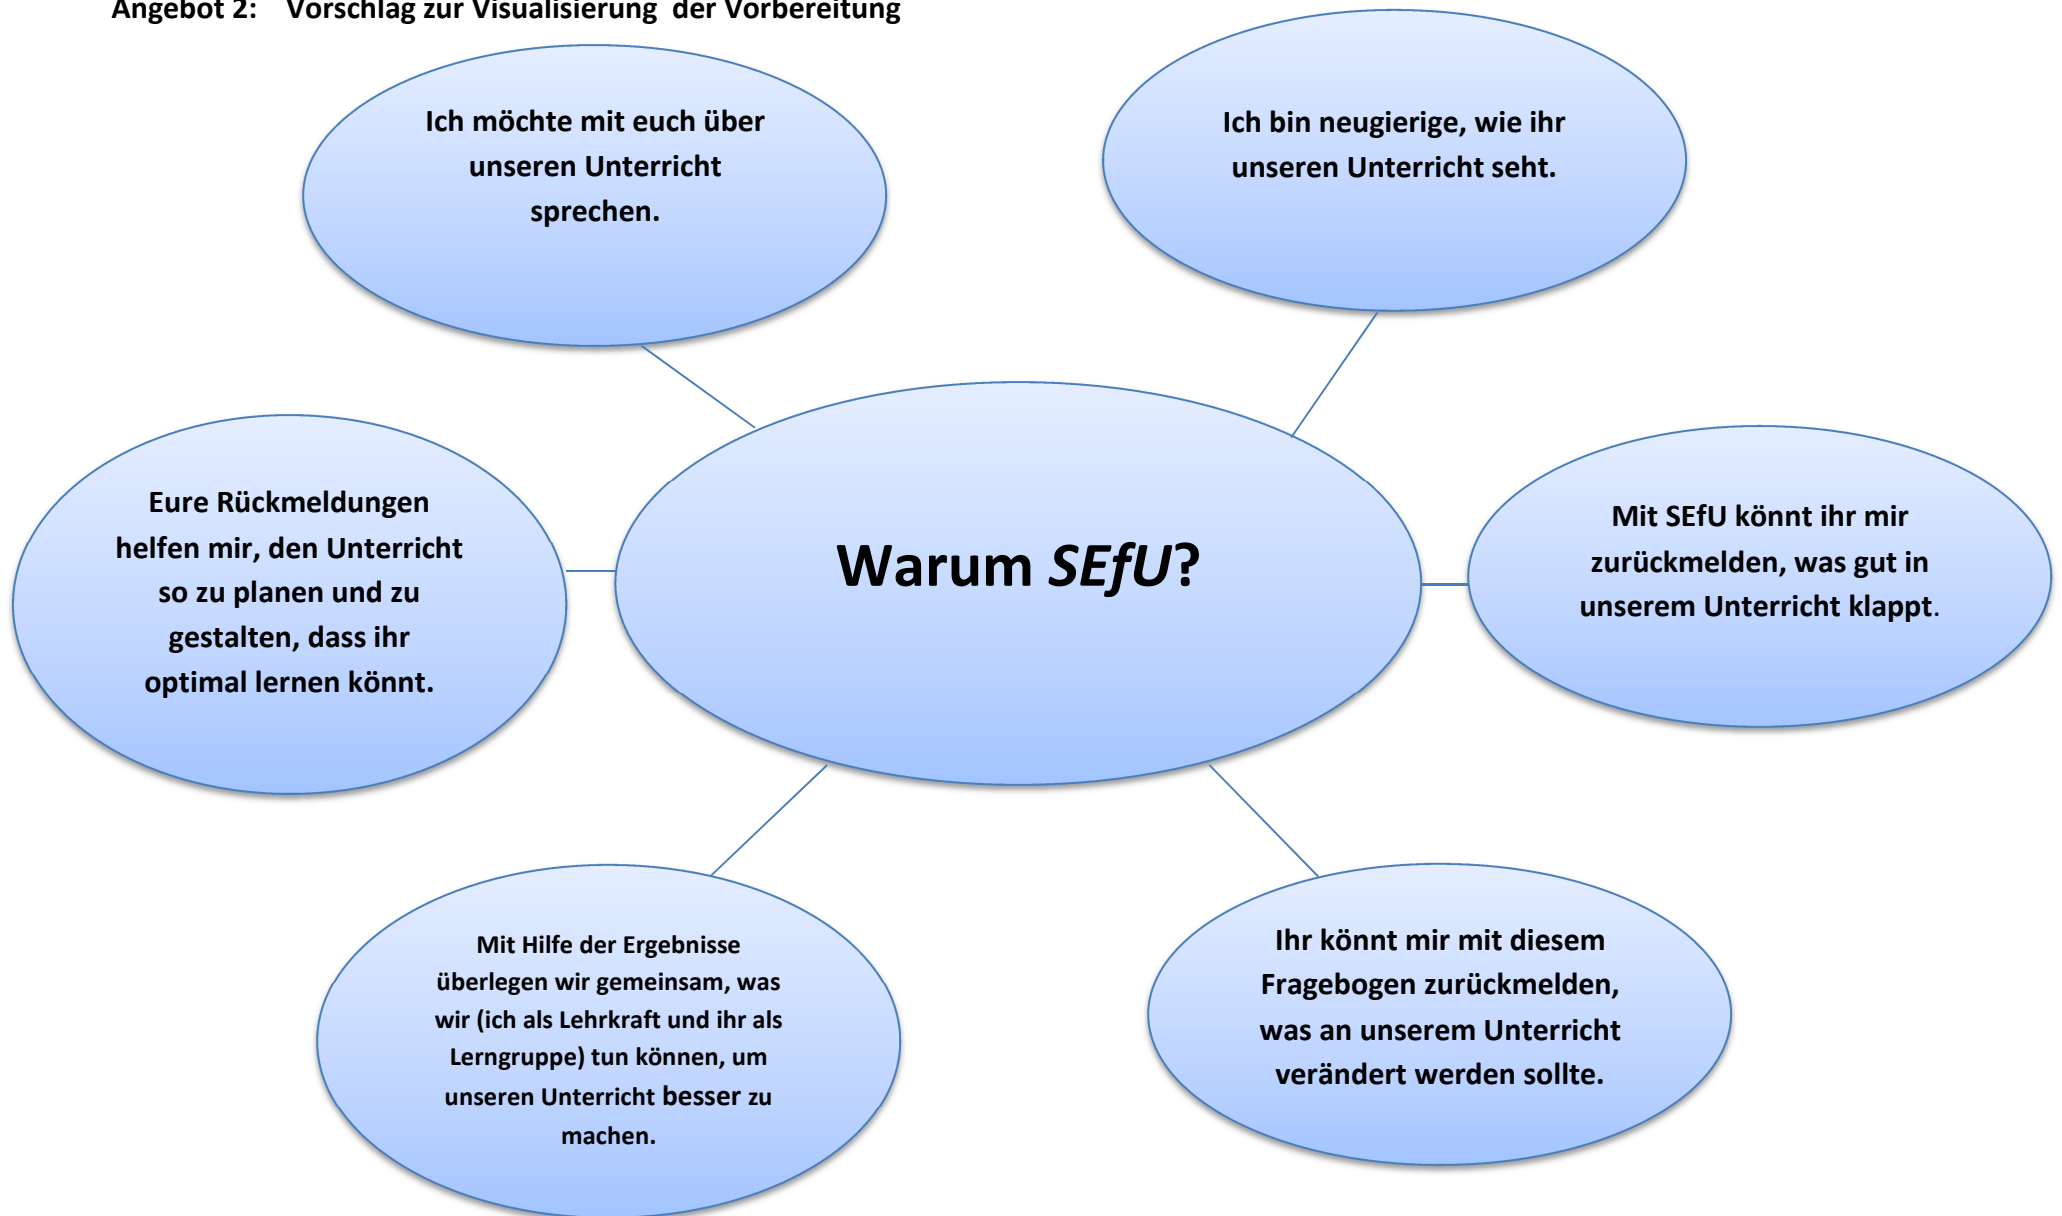 Angebot 2: Vorschlag zur Visualisierung der Vorbereitung
Ich möchte mit euch über
unseren Unterricht
sprechen.
Ich bin neugierige, wie ihr
unseren Unterricht seht.
Eure Rückmeldungen
helfen mir, den Unterricht
so zu planen und zu
gestalten, dass ihr
optimal lernen könnt.
Warum SEfU?
Mit SEfU könnt ihr mir
zurückmelden, was gut in
unserem Unterricht klappt.
Mit Hilfe der Ergebnisse
überlegen wir gemeinsam, was
wir (ich als Lehrkraft und ihr als
Lerngruppe) tun können, um
unseren Unterricht besser zu
machen.
Ihr könnt mir mit diesem
Fragebogen zurückmelden,
was an unserem Unterricht
verändert werden sollte.